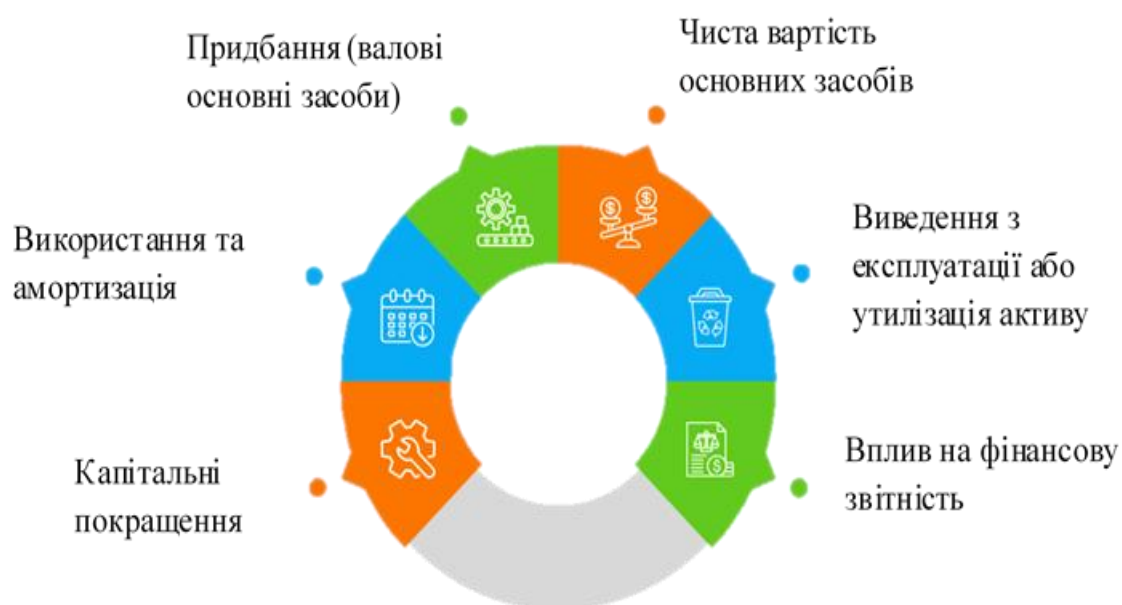 Придбання (валові
основні засоби)
Чиста вартість
основних засобів
Використання та
амортизація
Виведення з
експлуатації або
утилізація активу
Капітальні
покращення
Вплив на фінансову
звітність